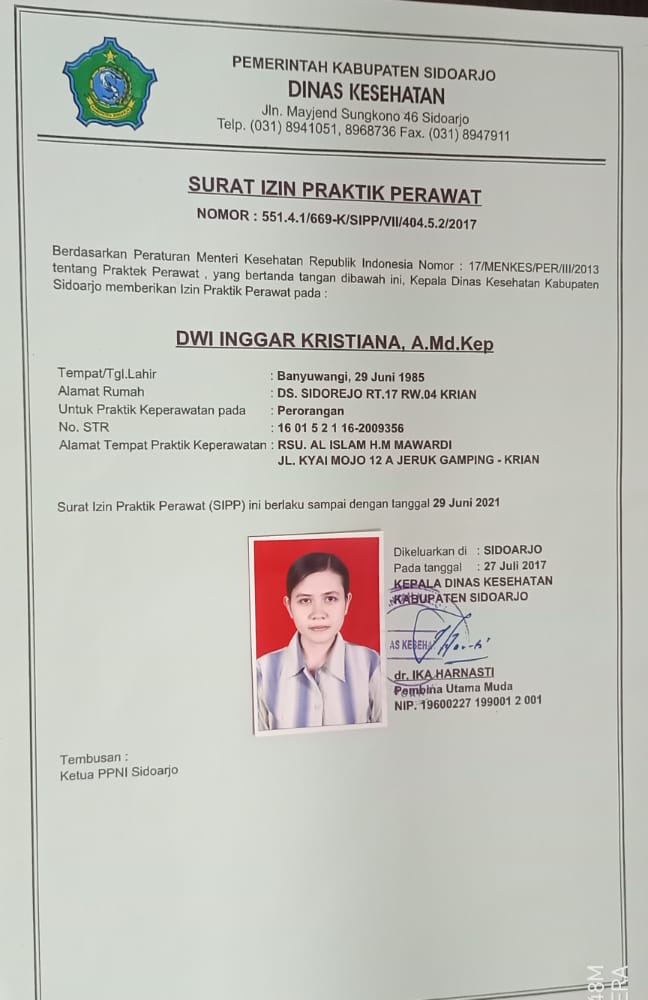 PEMERINTAH KABUPATEN SIDOARJO
DINAS KESEHATAN
Jln. Mayjend Sungkono 46 Sidoarjo
Telp. (031) 8941051, 8968736 Fax. (031) 8947911
SURAT IZIN PRAKTIK PERAWAT
NOMOR : 551.4.1/669-K/SIPP/VII/404.5.2/2017
Berdasarkan Peraturan Menteri Kesehatan Republik Indonesia Nomor : 17/MENKES/PER/III/2013
tentang Praktek Perawat , yang bertanda tangan dibawah ini, Kepala Dinas Kesehatan Kabupaten
Sidoarjo memberikan Izin Praktik Perawat pada :
DWI INGGAR KRISTIANA, A.Md.Kep
Tempat/Tgl.Lahir : Banyuwangi, 29 Juni 1985
Alamat Rumah : DS. SIDOREJO RT.17 RW.04 KRIAN
Untuk Praktik Keperawatan pada : Perorangan
No. STR : 16 01 5 2 1 16-2009356
Alamat Tempat Praktik Keperawatan : RSU. AL ISLAM H.M MAWARDI
JL. KYAI MOJO 12 A JERUK GAMPING - KRIAN
Surat Izin Praktik Perawat (SIPP) ini berlaku sampai dengan tanggal 29 Juni 2021
Dikeluarkan di : SIDOARJO
Pada tanggal : 27 Juli 2017
KEPALA DINAS KESEHATAN
KABUPATEN SIDOARJO
AS KESEHA
dr. IKA HARNASTI
Pembina Utama Muda
NIP. 19600227 199001 2 001
Tembusan :
Ketua PPNI Sidoarjo
48M
ERA